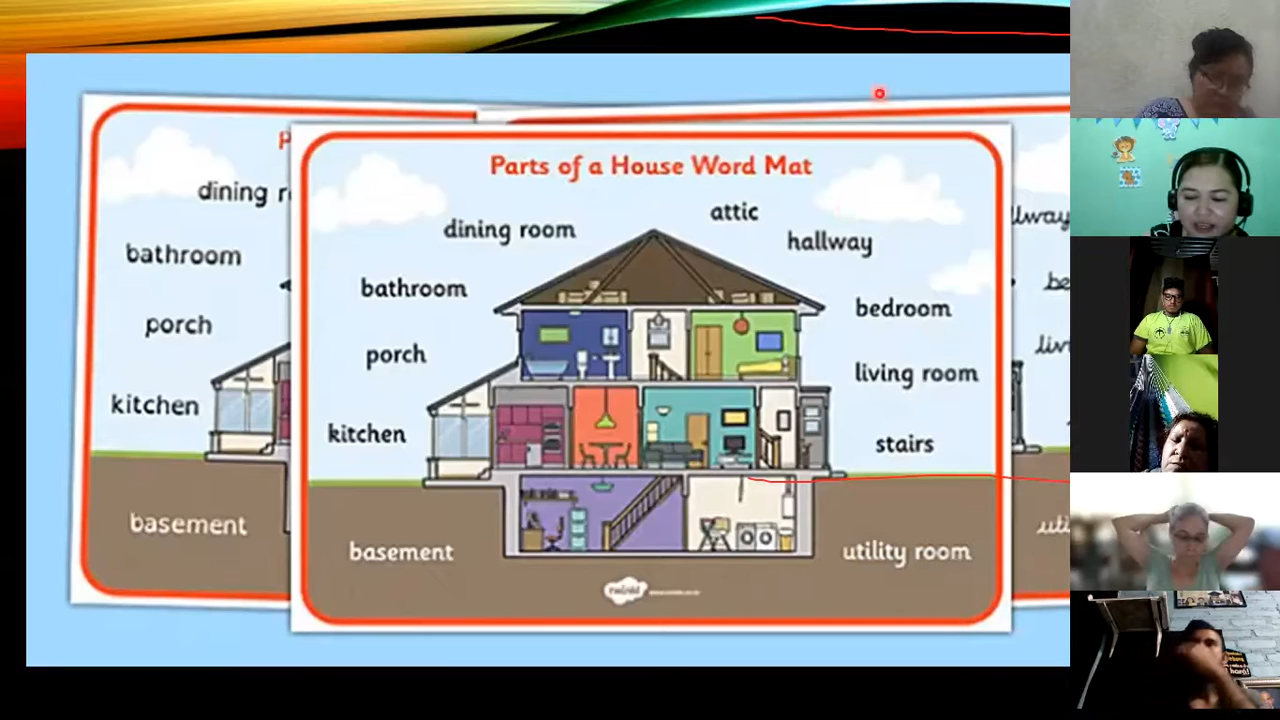 Parts of a House Word Mat
attic
dining room
hallway
bathroom
bedroom
porch
living room
kitchen
stairs
basement
utility room
twinkl
dining r
bathroom
porch
kitchen
basement